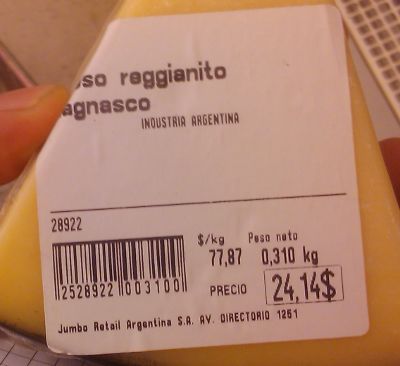 reggianito
agnasco
INDUSTRIA ARGENTINA
28922
$/kg Peso neto
77,87 0,310 kg
PRECIO 24,14$
2528922 003100
Jumbo Retail Argentina S.A. AV. DIRECTORIO 1251